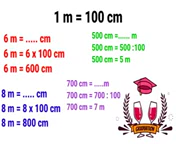 1 m = 100 cm
6 m = ..... cm
6 m = 6 x 100 cm
6 m = 600 cm
500 cm =....... m
500 cm = 500 :100
500 cm = 5 m
8 m = ..... cm
8 m = 8 x 100 cm
8 m = 800 cm
700 cm = ......m
700 cm = 700 : 100
700 cm = 7 m
GRADUATION